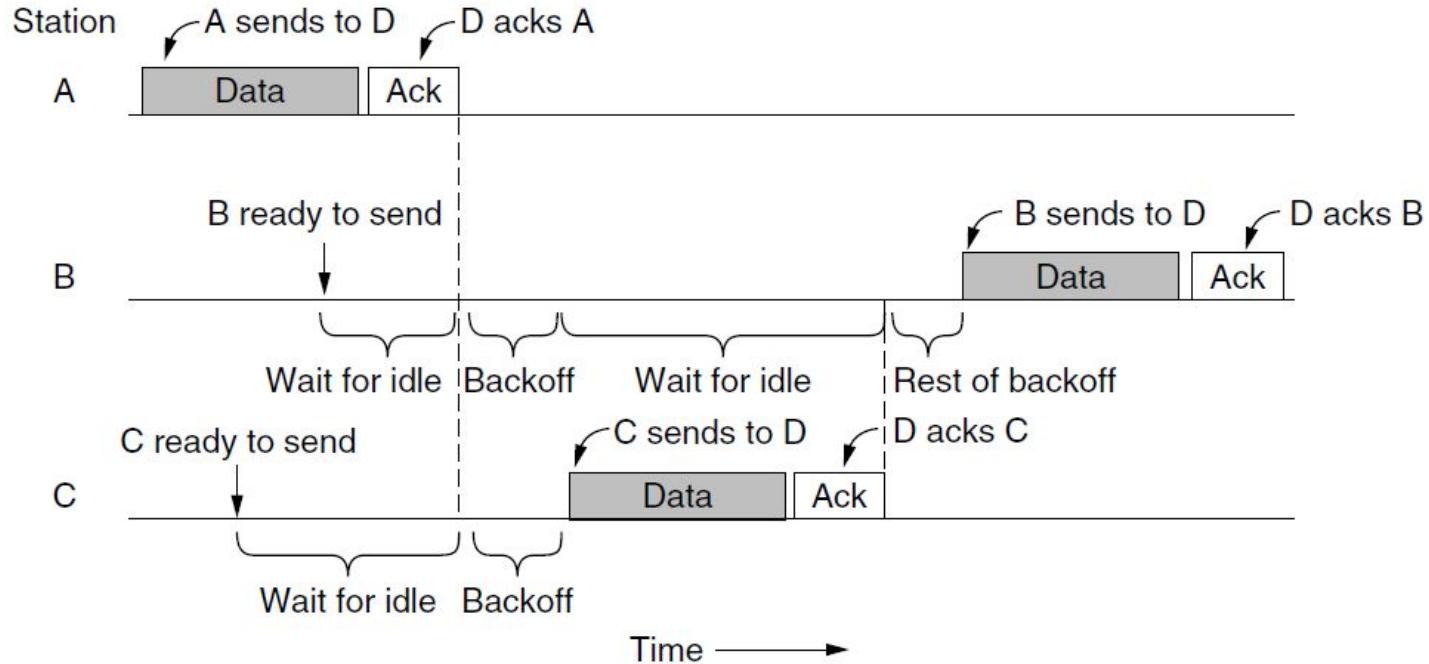 Station
A sends to D
D acks A
A
Data
Ack
B ready to send
B sends to D
D acks B
B
Data
Ack
Wait for idle
Backoff
Wait for idle
Rest of backoff
C ready to send
C sends to D
D acks C
C
Data
Ack
Wait for idle
Backoff
Time